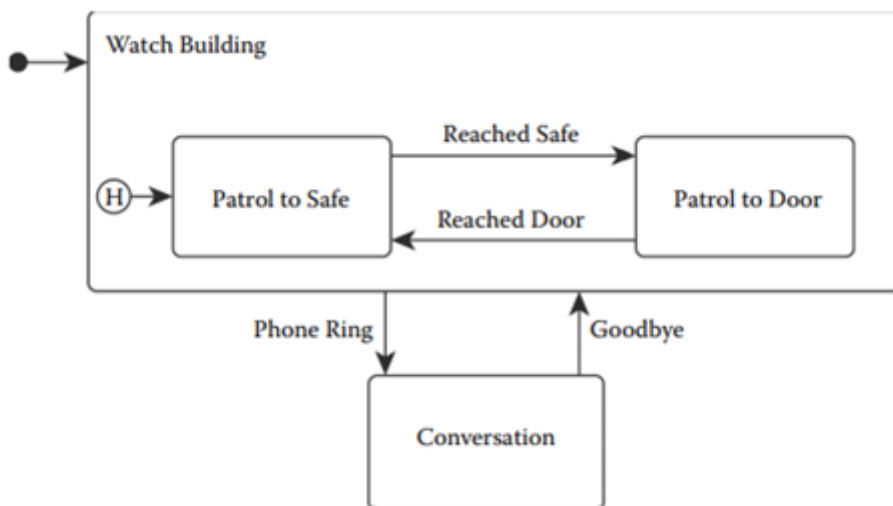 Watch Building
Reached Safe
H
Patrol to Safe
Patrol to Door
Reached Door
Phone Ring
Goodbye
Conversation